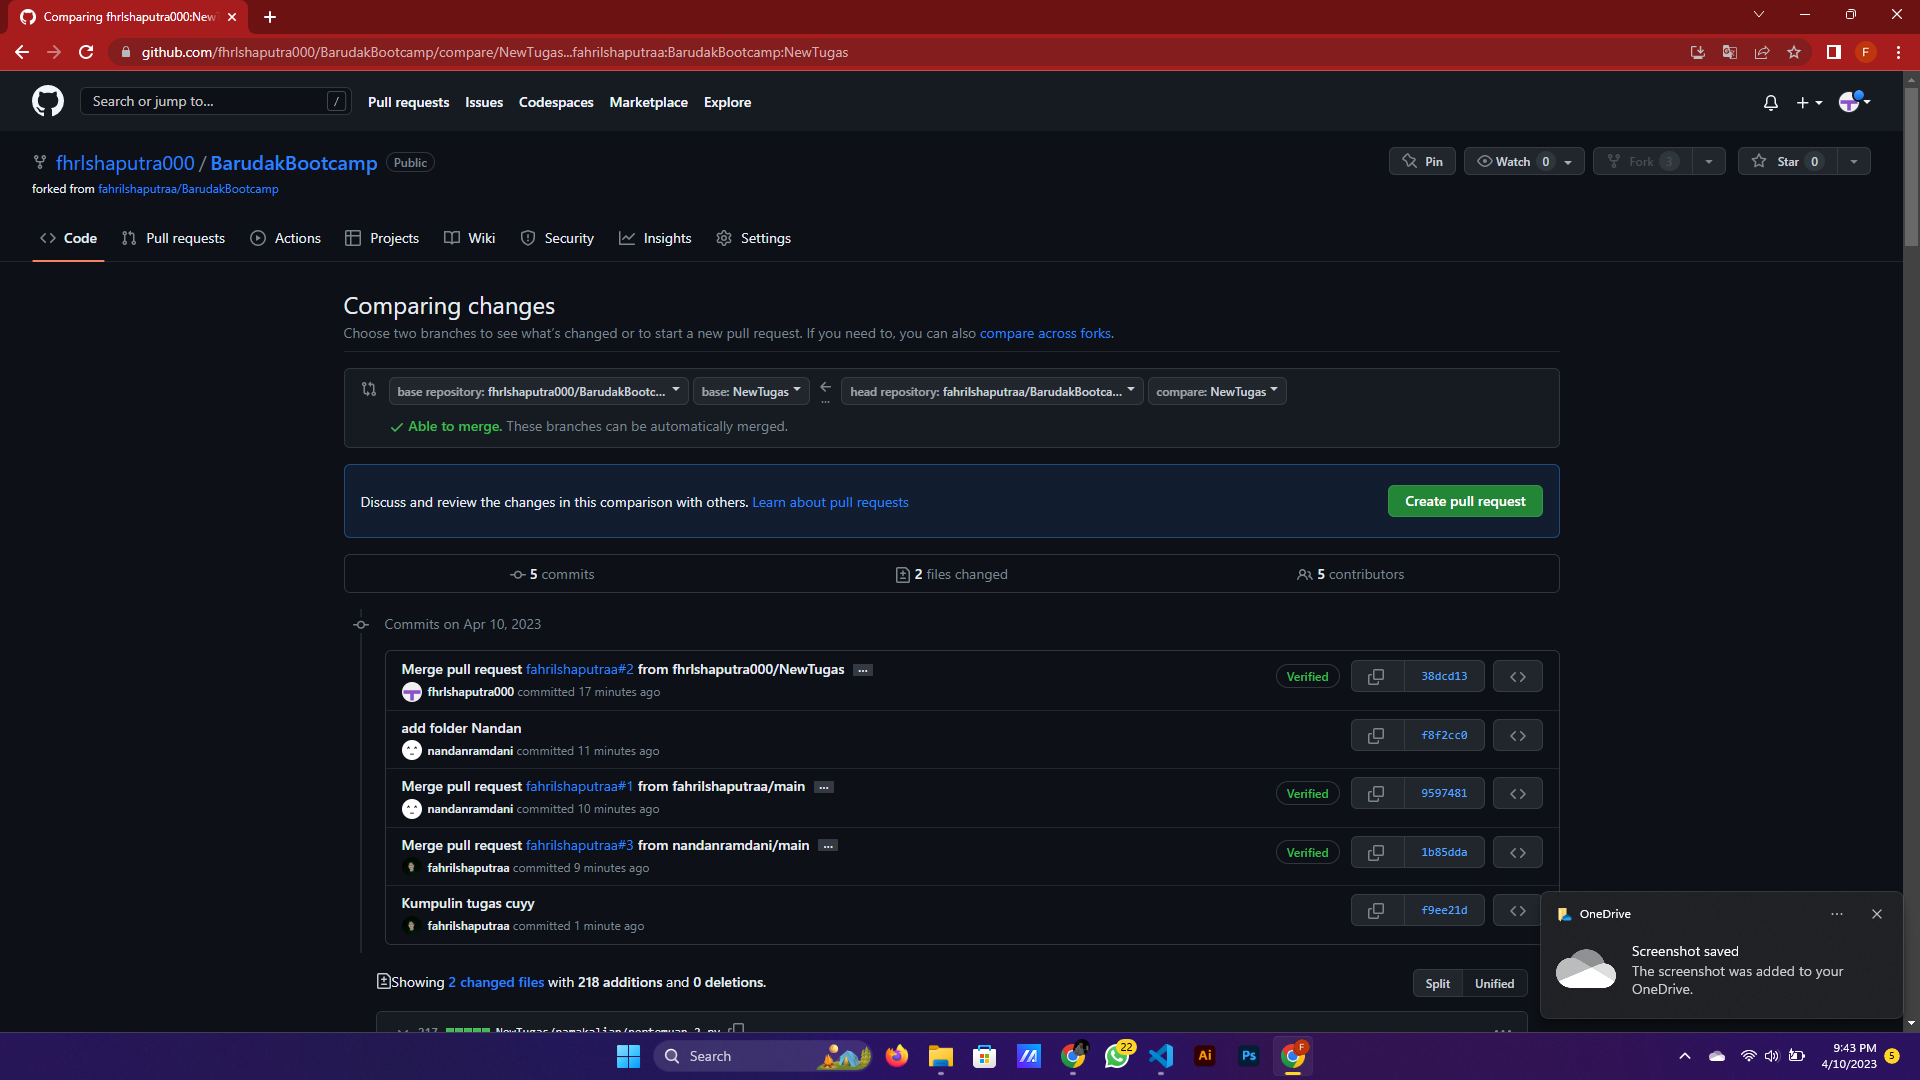 Comparing fhrlshaputra000:New
github.com/fhrlshaputra000/BarudakBootcamp/compare/NewTugas...fahrilshaputraa:BarudakBootcamp:NewTugas
F
Search or jump to...
/
Pull requests
Issues
Codespaces
Marketplace
Explore
fhrlshaputra000 / BarudakBootcamp
Public
forked from fahrilshaputraa/BarudakBootcamp
Pin
Watch 0
Fork 3
Star 0
Code
Pull requests
Actions
Projects
Wiki
Security
Insights
Settings
Comparing changes
Choose two branches to see what's changed or to start a new pull request. If you need to, you can also compare across forks.
base repository: fhrlshaputra000/BarudakBootc...
base: NewTugas
...
head repository: fahrilshaputraa/BarudakBootca...
compare: NewTugas
Able to merge. These branches can be automatically merged.
Discuss and review the changes in this comparison with others. Learn about pull requests
Create pull request
5 commits
2 files changed
5 contributors
Commits on Apr 10, 2023
Merge pull request fahrilshaputraa#2 from fhrlshaputra000/NewTugas ...
fhrlshaputra000 committed 17 minutes ago
Verified
38dcd13
add folder Nandan
nandanramdani committed 11 minutes ago
f8f2cc0
Merge pull request fahrilshaputraa#1 from fahrilshaputraa/main ...
nandanramdani committed 10 minutes ago
Verified
9597481
Merge pull request fahrilshaputraa#3 from nandanramdani/main ...
fahrilshaputraa committed 9 minutes ago
Verified
1b85dda
Kumpulin tugas cuyy
fahrilshaputraa committed 1 minute ago
f9ee21d
Showing 2 changed files with 218 additions and 0 deletions.
Split
Unified
217 NewTugas/namakalian/pertemuan_2.py
OneDrive
Screenshot saved
The screenshot was added to your
OneDrive.
Search
22
Ai
Ps
F
9:43 PM
4/10/2023
5